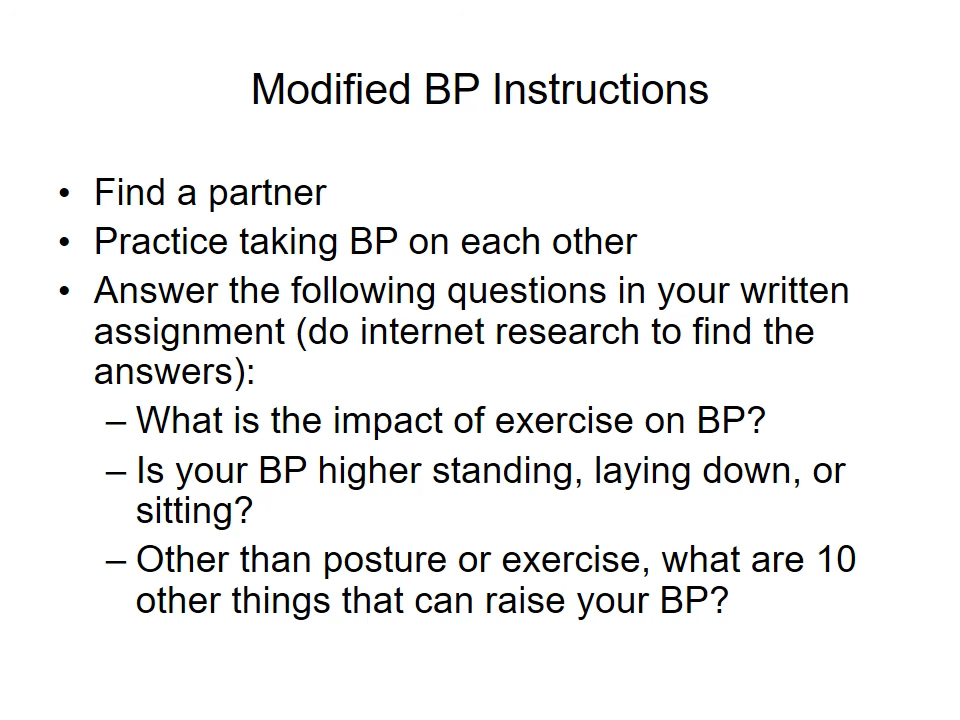 Modified BP Instructions
• Find a partner
• Practice taking BP on each other
• Answer the following questions in your written
assignment (do internet research to find the
answers):
– What is the impact of exercise on BP?
– Is your BP higher standing, laying down, or
sitting?
– Other than posture or exercise, what are 10
other things that can raise your BP?